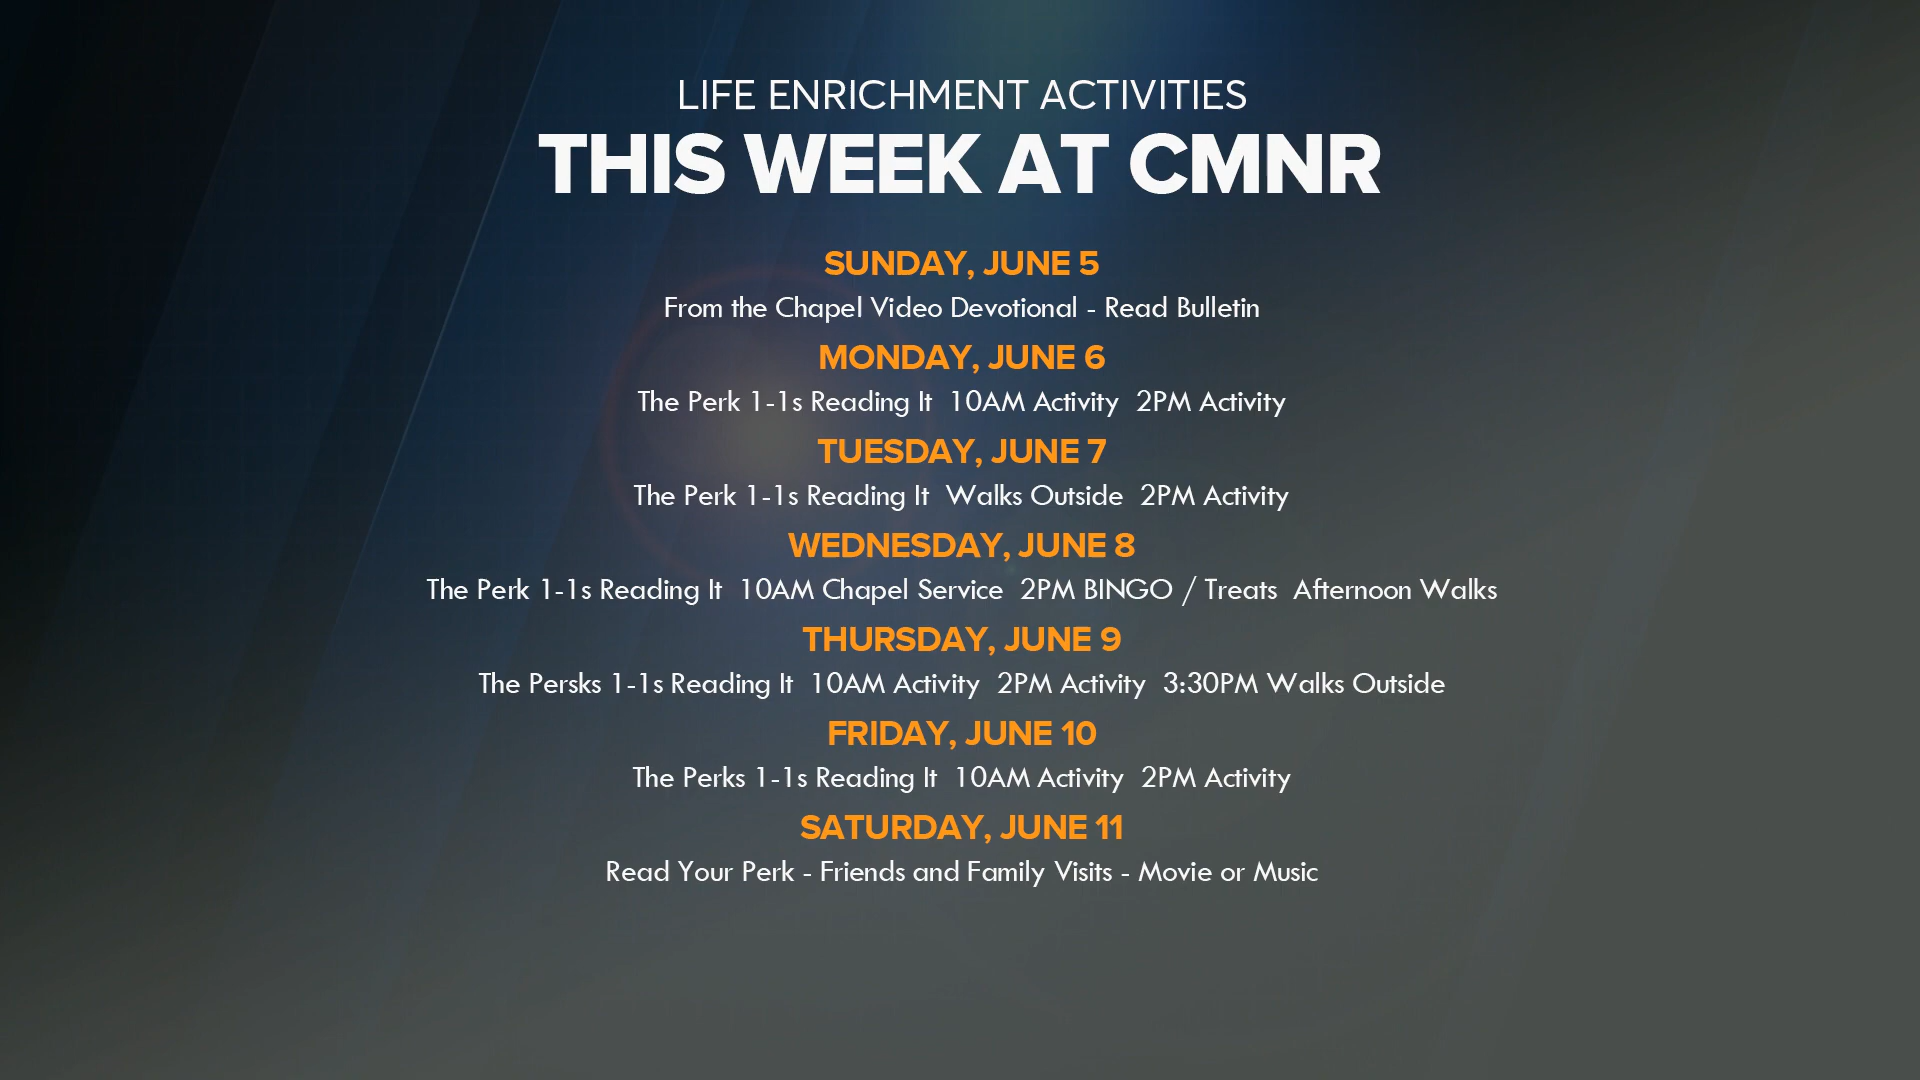 LIFE ENRICHMENT ACTIVITIES
THIS WEEK AT CMNR
SUNDAY, JUNE 5
From the Chapel Video Devotional - Read Bulletin
MONDAY, JUNE 6
The Perk 1-1s Reading It  10AM Activity  2PM Activity
TUESDAY, JUNE 7
The Perk 1-1s Reading It  Walks Outside  2PM Activity
WEDNESDAY, JUNE 8
The Perk 1-1s Reading It  10AM Chapel Service  2PM BINGO / Treats  Afternoon Walks
THURSDAY, JUNE 9
The Persks 1-1s Reading It  10AM Activity  2PM Activity  3:30PM Walks Outside
FRIDAY, JUNE 10
The Perks 1-1s Reading It  10AM Activity  2PM Activity
SATURDAY, JUNE 11
Read Your Perk - Friends and Family Visits - Movie or Music